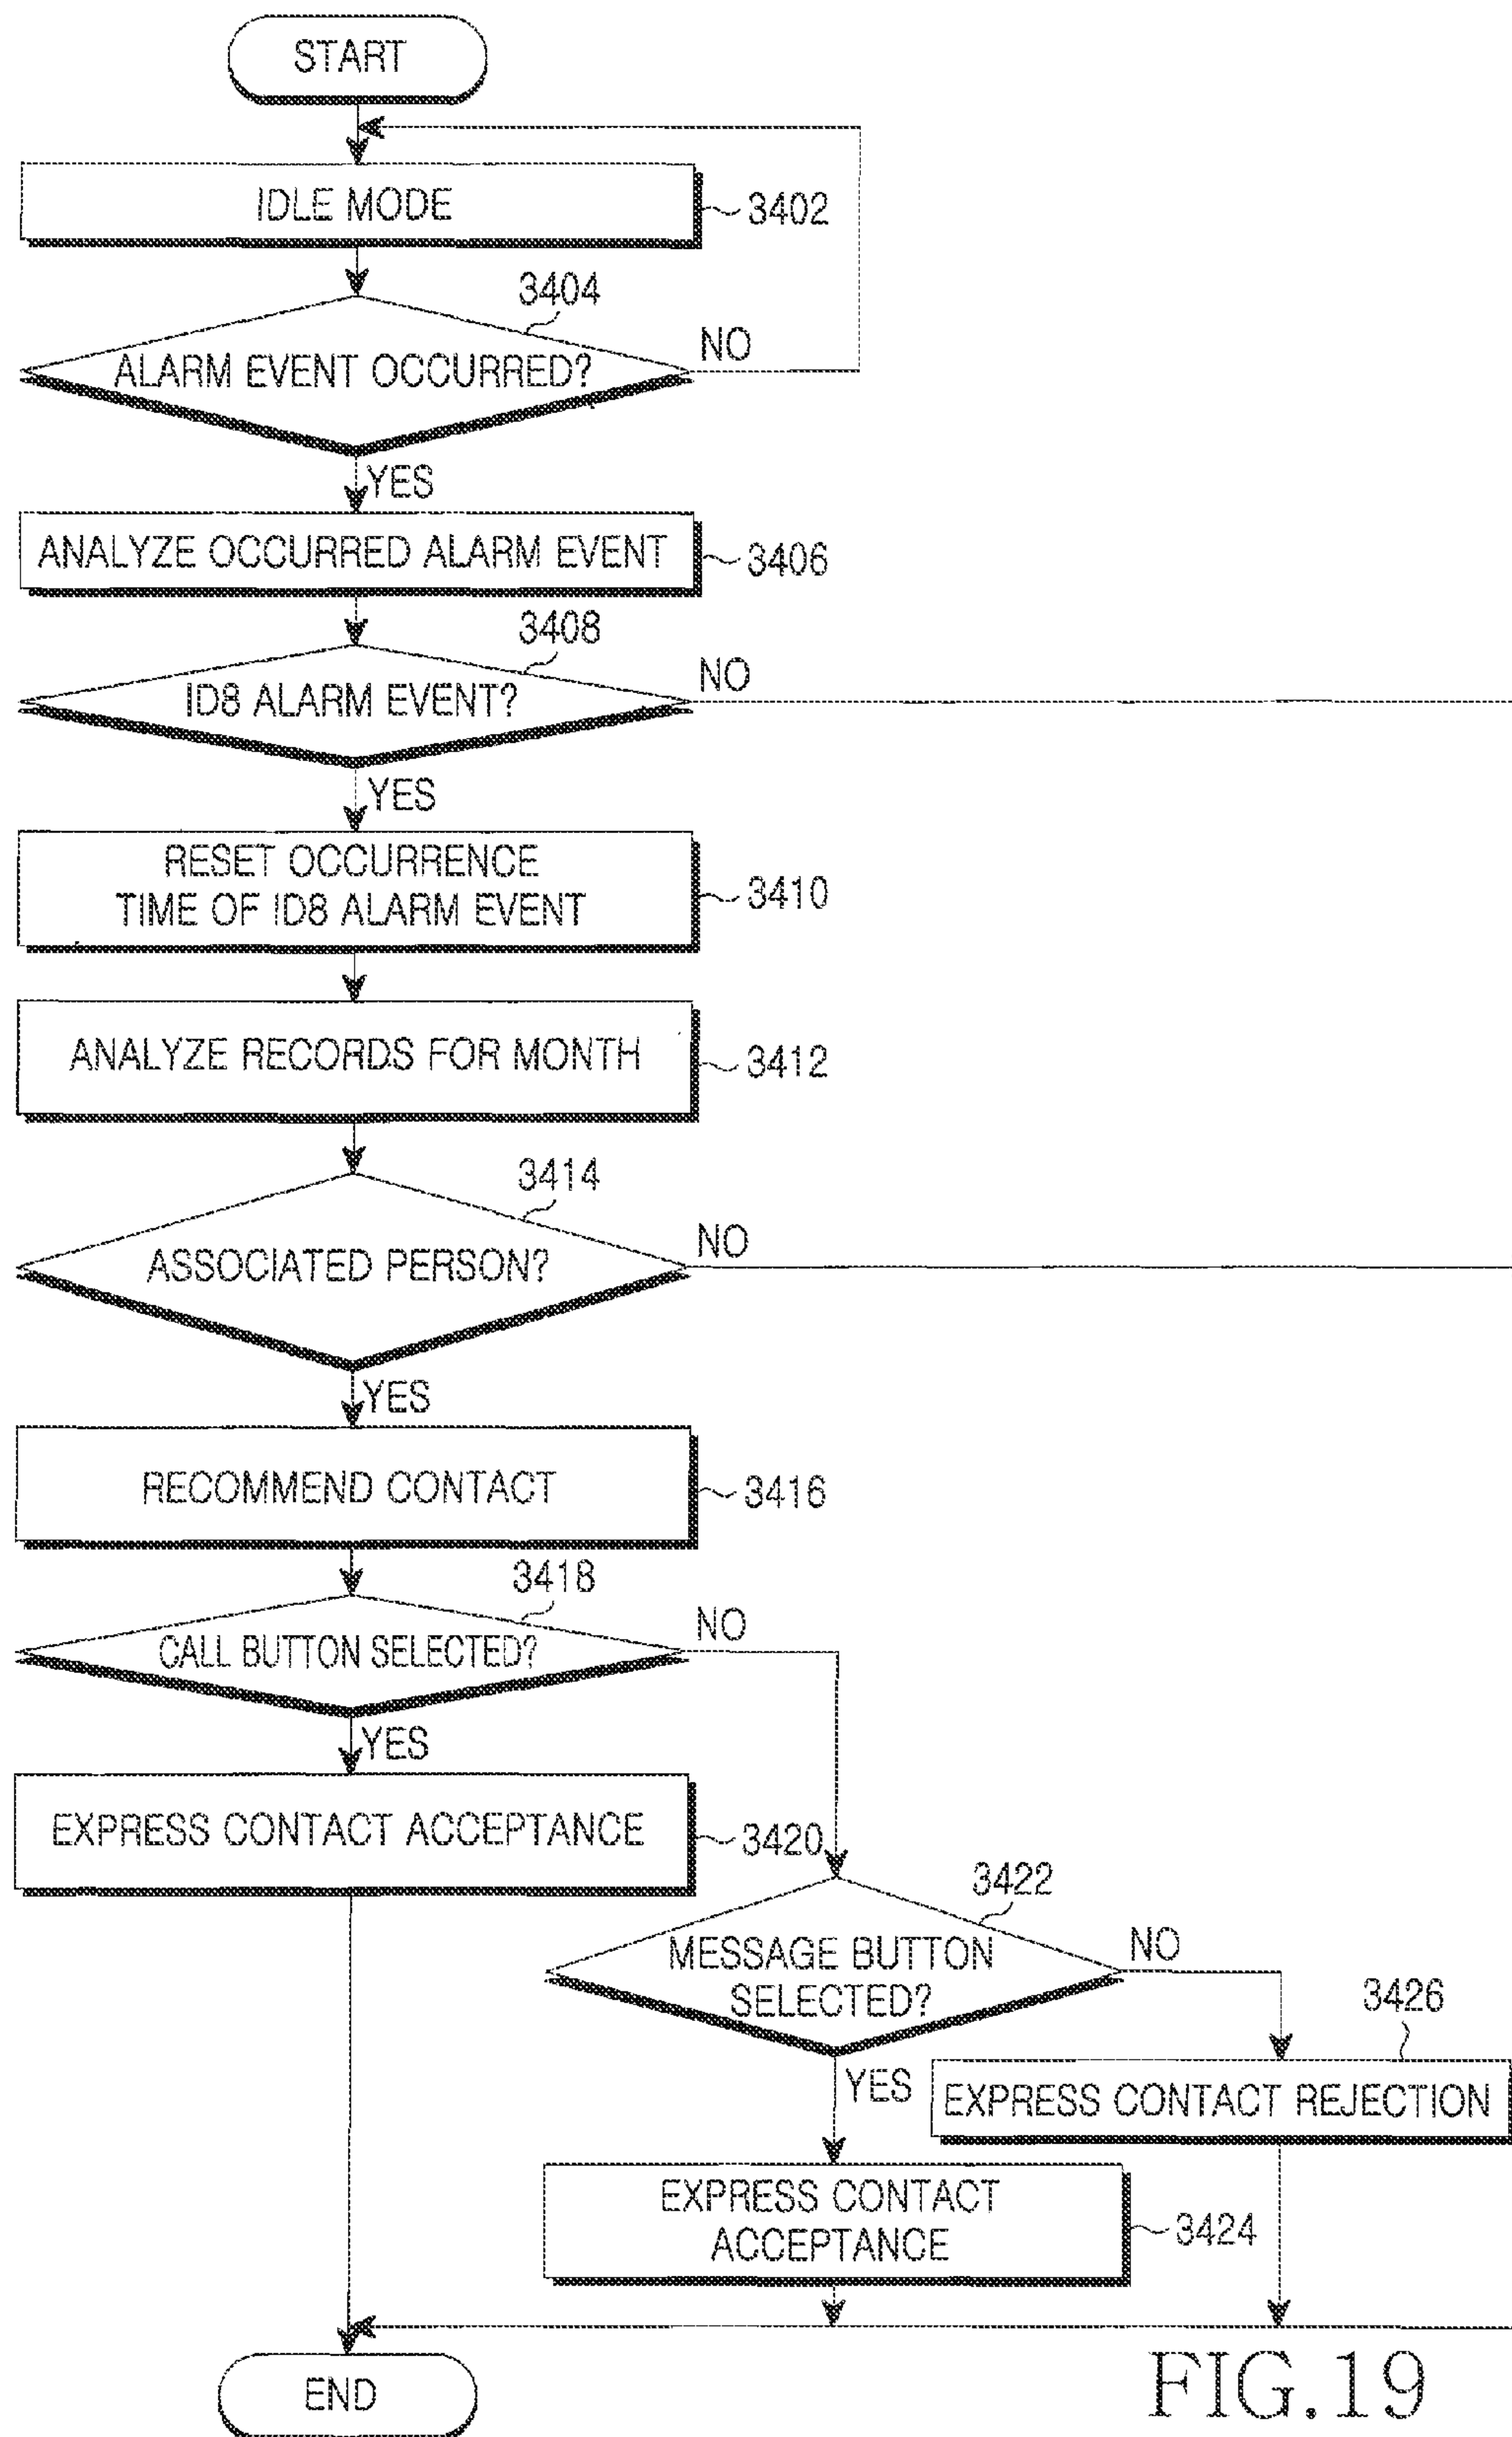 START
IDLE MODE
3402
3404
ALARM EVENT OCCURRED?
NO
YES
ANALYZE OCCURRED ALARM EVENT
3406
3408
ID8 ALARM EVENT?
NO
YES
RESET OCCURRENCE
TIME OF ID8 ALARM EVENT
3410
ANALYZE RECORDS FOR MONTH
3412
3414
ASSOCIATED PERSON?
NO
YES
RECOMMEND CONTACT
3416
3418
CALL BUTTON SELECTED?
NO
YES
EXPRESS CONTACT ACCEPTANCE
3420
3422
MESSAGE BUTTON
SELECTED?
NO
YES
3426
EXPRESS CONTACT REJECTION
EXPRESS CONTACT
ACCEPTANCE
3424
END
FIG.19